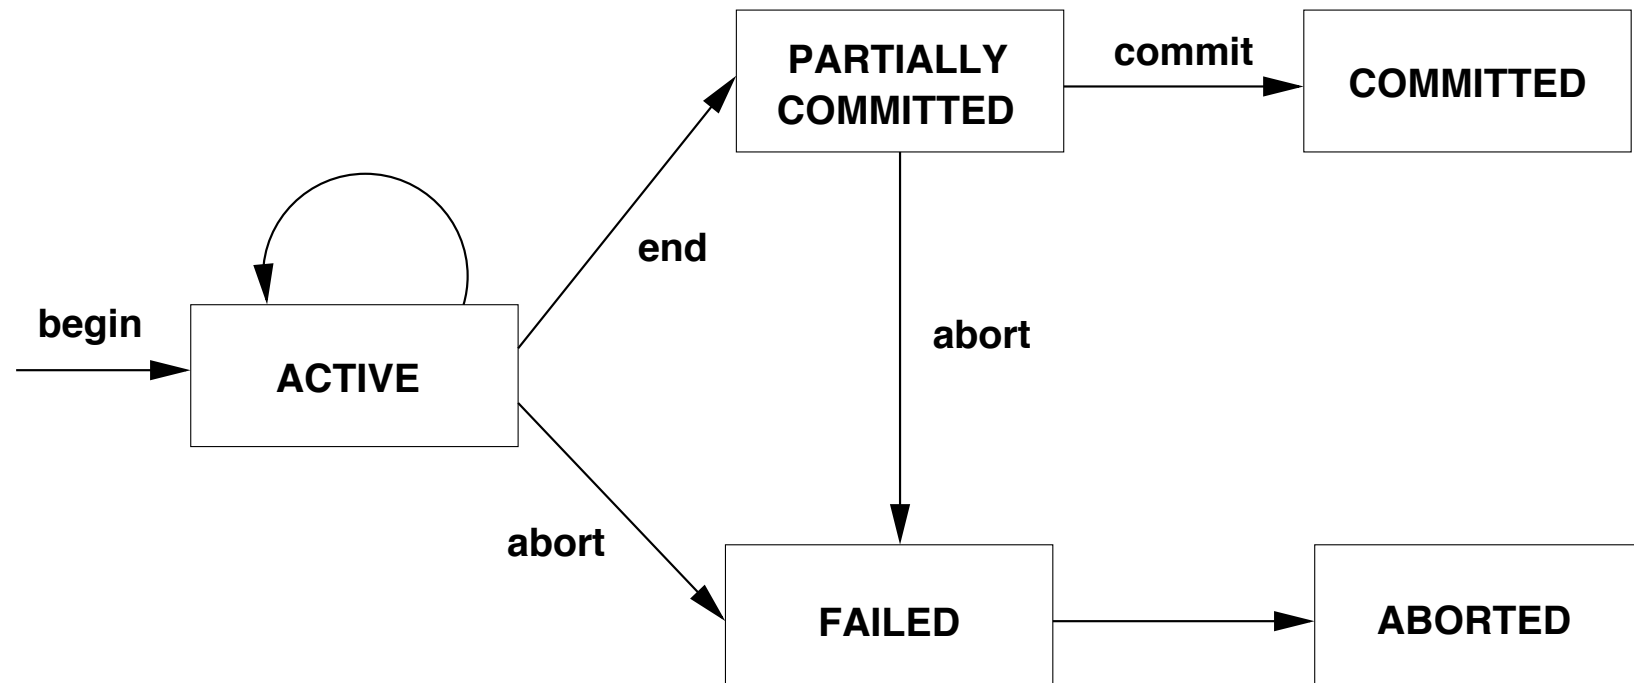 PARTIALLY
COMMITTED
commit
COMMITTED
end
begin
ACTIVE
abort
abort
FAILED
ABORTED